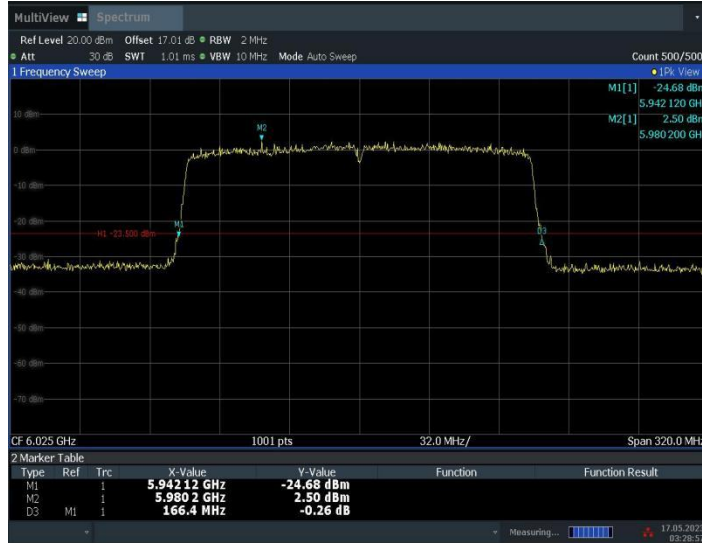 MultiView Spectrum
Ref Level 20.00 dBm Offset 17.01 dB RBW 2 MHz
Att 30 dB SWT 1.01 ms VBW 10 MHz Mode Auto Sweep Count 500/500
1 Frequency Sweep 1Pk View
M1[1] -24.68 dBm
5.942 120 GHz
M2[1] 2.50 dBm
5.980 200 GHz
10 dBm
M2
0 dBm
-10 dBm
-20 dBm
M1
H1 -23.500 dBm
D3
-30 dBm
-40 dBm
-50 dBm
-60 dBm
-70 dBm
CF 6.025 GHz 1001 pts 32.0 MHz/ Span 320.0 MHz
2 Marker Table
Type Ref Trc X-Value Y-Value Function Function Result
M1 1 5.942 12 GHz -24.68 dBm
M2 1 5.980 2 GHz 2.50 dBm
D3 M1 1 166.4 MHz -0.26 dB
Measuring... 17.05.2023
03:28:57